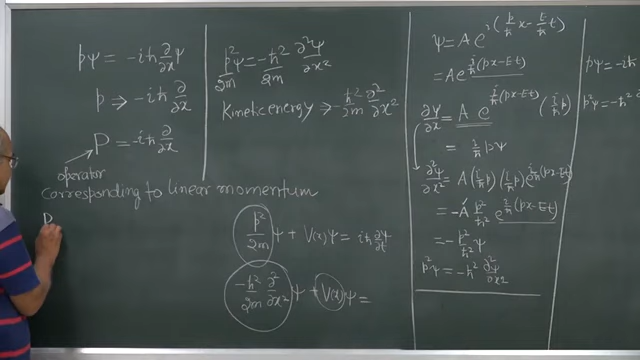 pψ = -iħ ∂/∂x ψ
p → -iħ ∂/∂x
P = -iħ ∂/∂x
operator
corresponding to linear momentum
P
p²/2m ψ = -ħ²/2m ∂²ψ/∂x²
Kinetic energy → -ħ²/2m ∂²/∂x²
p²/2m ψ + V(x)ψ = iħ ∂ψ/∂t
-ħ²/2m ∂²/∂x² ψ + V(x)ψ =
ψ = A e^i(p/ħ x - E/ħ t)
= A e^i/ħ(px-Et)
∂ψ/∂x = A e^i/ħ(px-Et) (i/ħ p)
= i/ħ pψ
∂²ψ/∂x² = A(i/ħ p)(i/ħ p)e^i/ħ(px-Et)
= -A p²/ħ² e^i/ħ(px-Et)
= -p²/ħ² ψ
p²ψ = -ħ² ∂²ψ/∂x²
pψ = -iħ
p²ψ = -ħ²